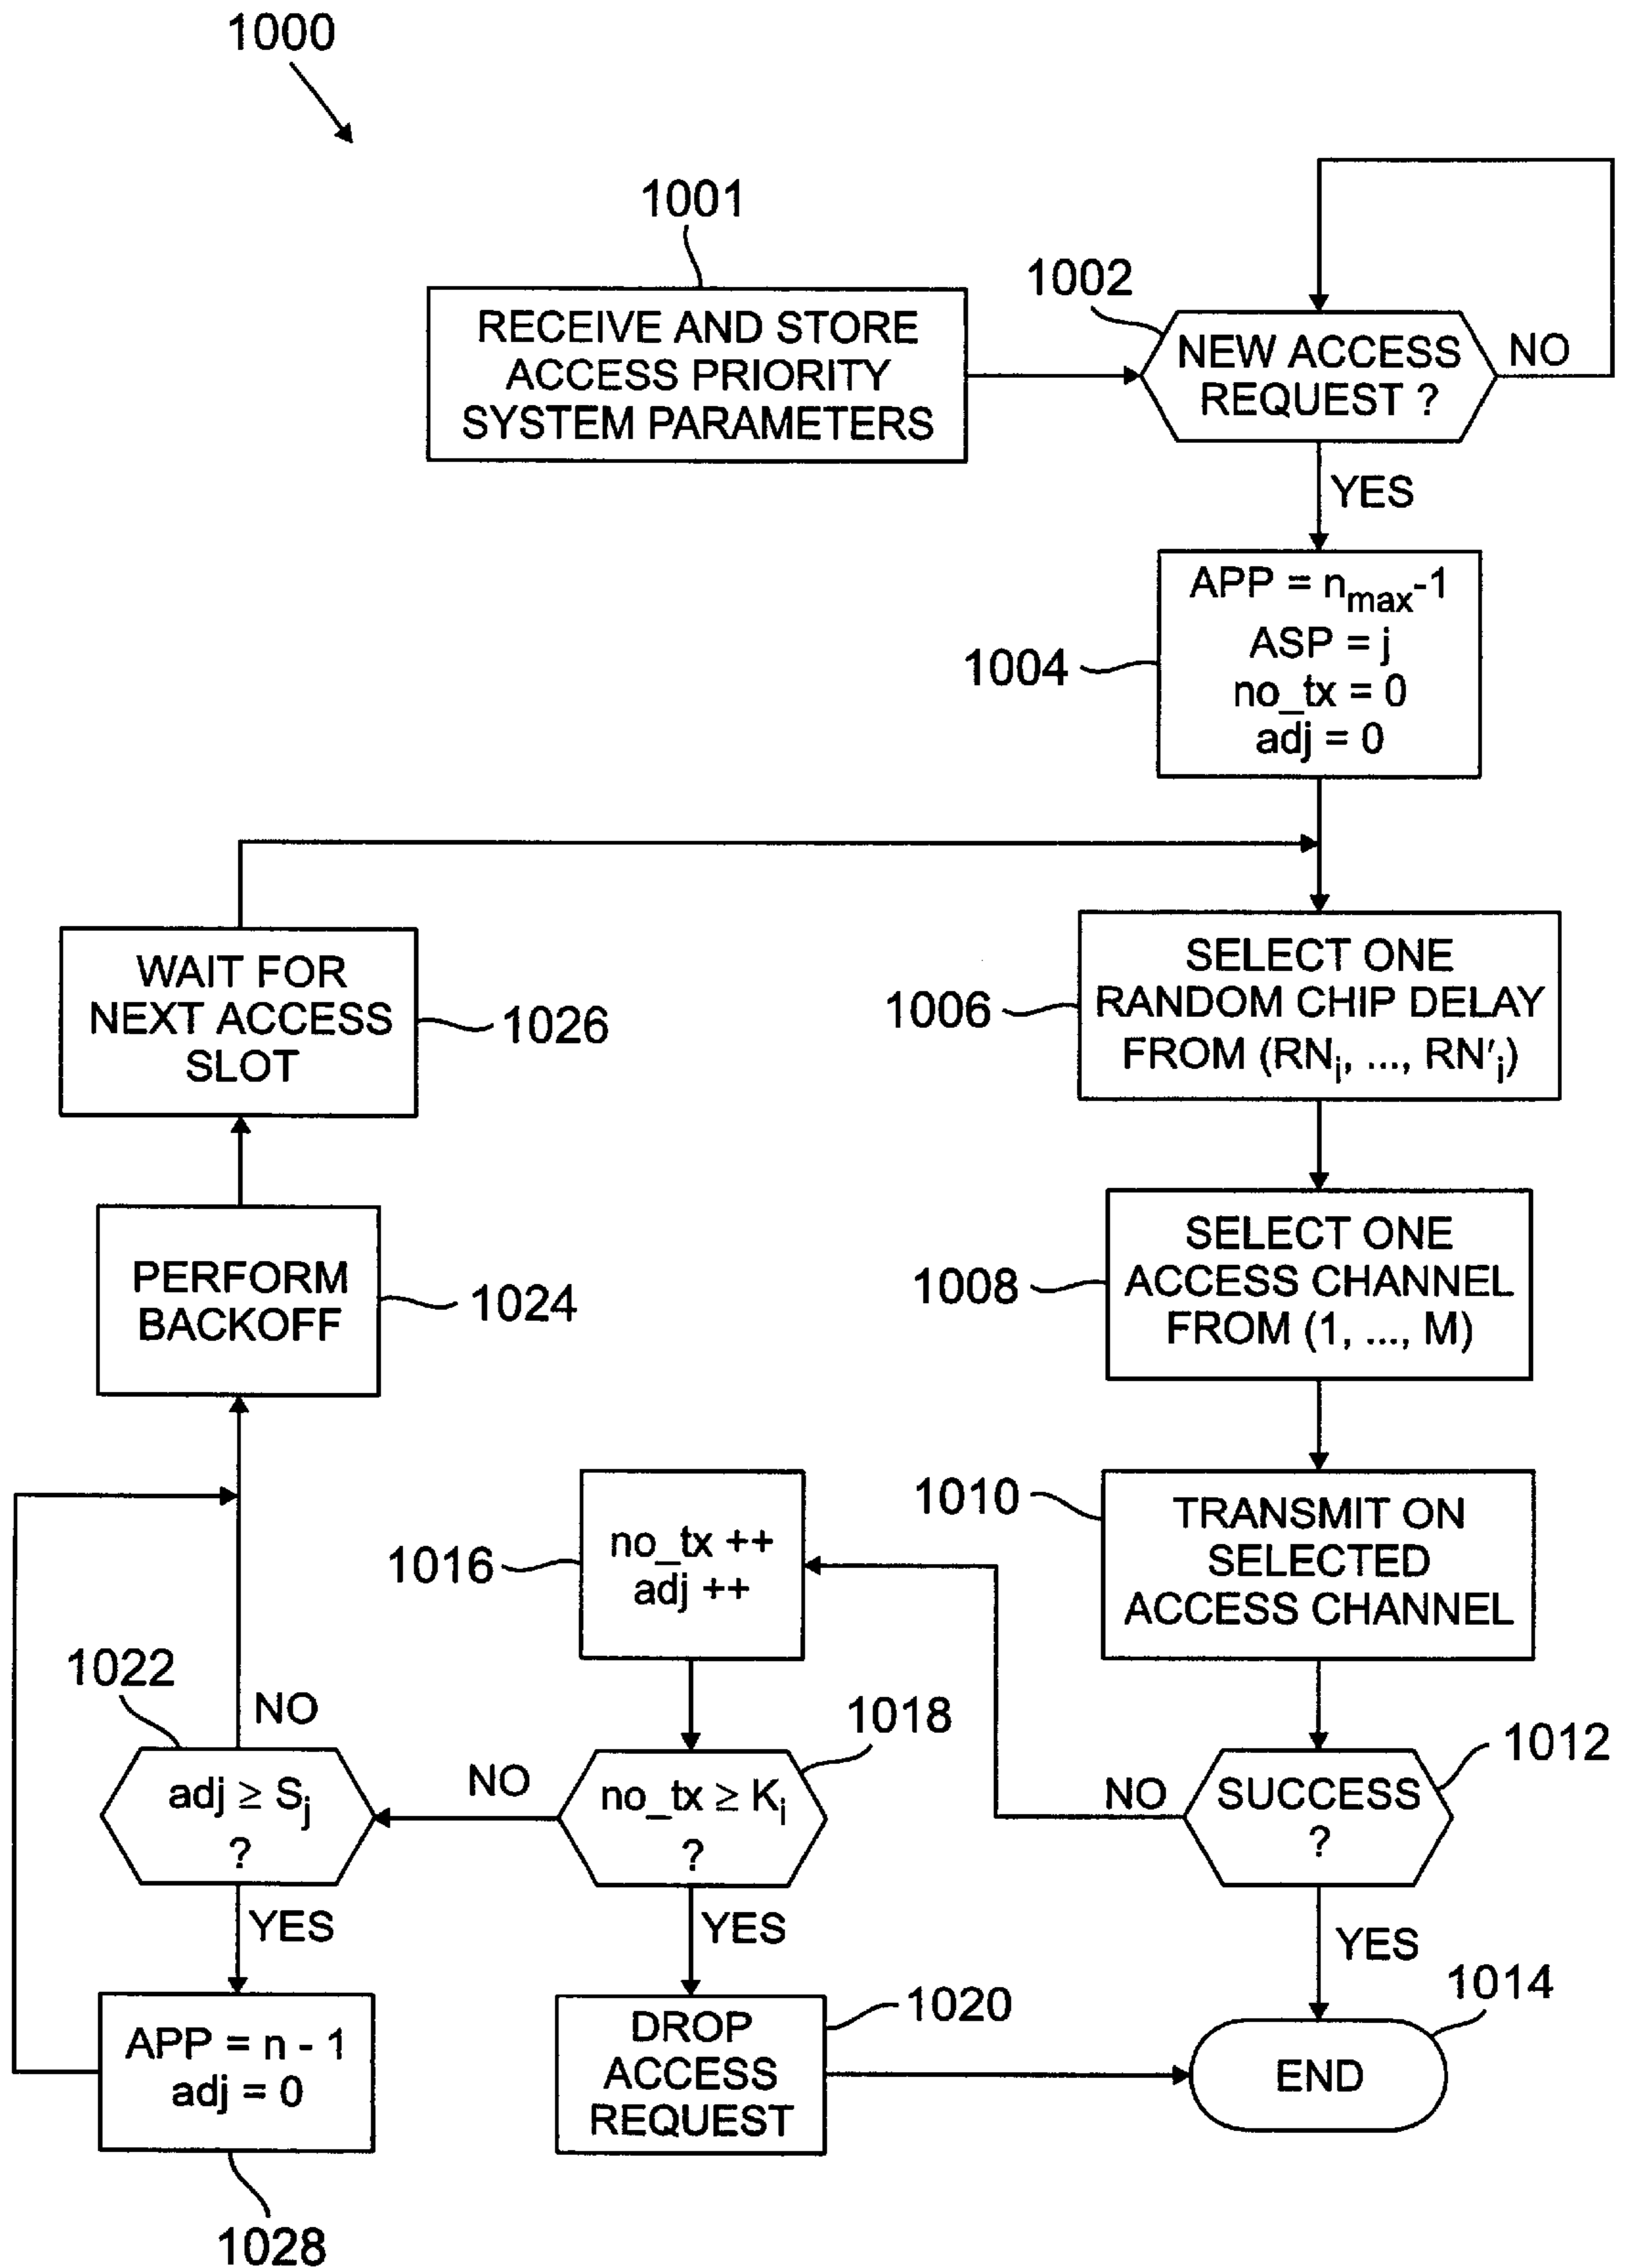 1000
1001
RECEIVE AND STORE
ACCESS PRIORITY
SYSTEM PARAMETERS
1002
NEW ACCESS
REQUEST ?
NO
YES
1004
APP = nmax-1
ASP = j
no_tx = 0
adj = 0
1006
SELECT ONE
RANDOM CHIP DELAY
FROM (RNi, ..., RN'i)
1008
SELECT ONE
ACCESS CHANNEL
FROM (1, ..., M)
1010
TRANSMIT ON
SELECTED
ACCESS CHANNEL
1012
SUCCESS
?
NO
YES
1014
END
1016
no_tx ++
adj ++
1018
no_tx ≥ Ki
?
NO
YES
1020
DROP
ACCESS
REQUEST
1022
adj ≥ Sj
?
NO
YES
1024
PERFORM
BACKOFF
1026
WAIT FOR
NEXT ACCESS
SLOT
APP = n - 1
adj = 0
1028